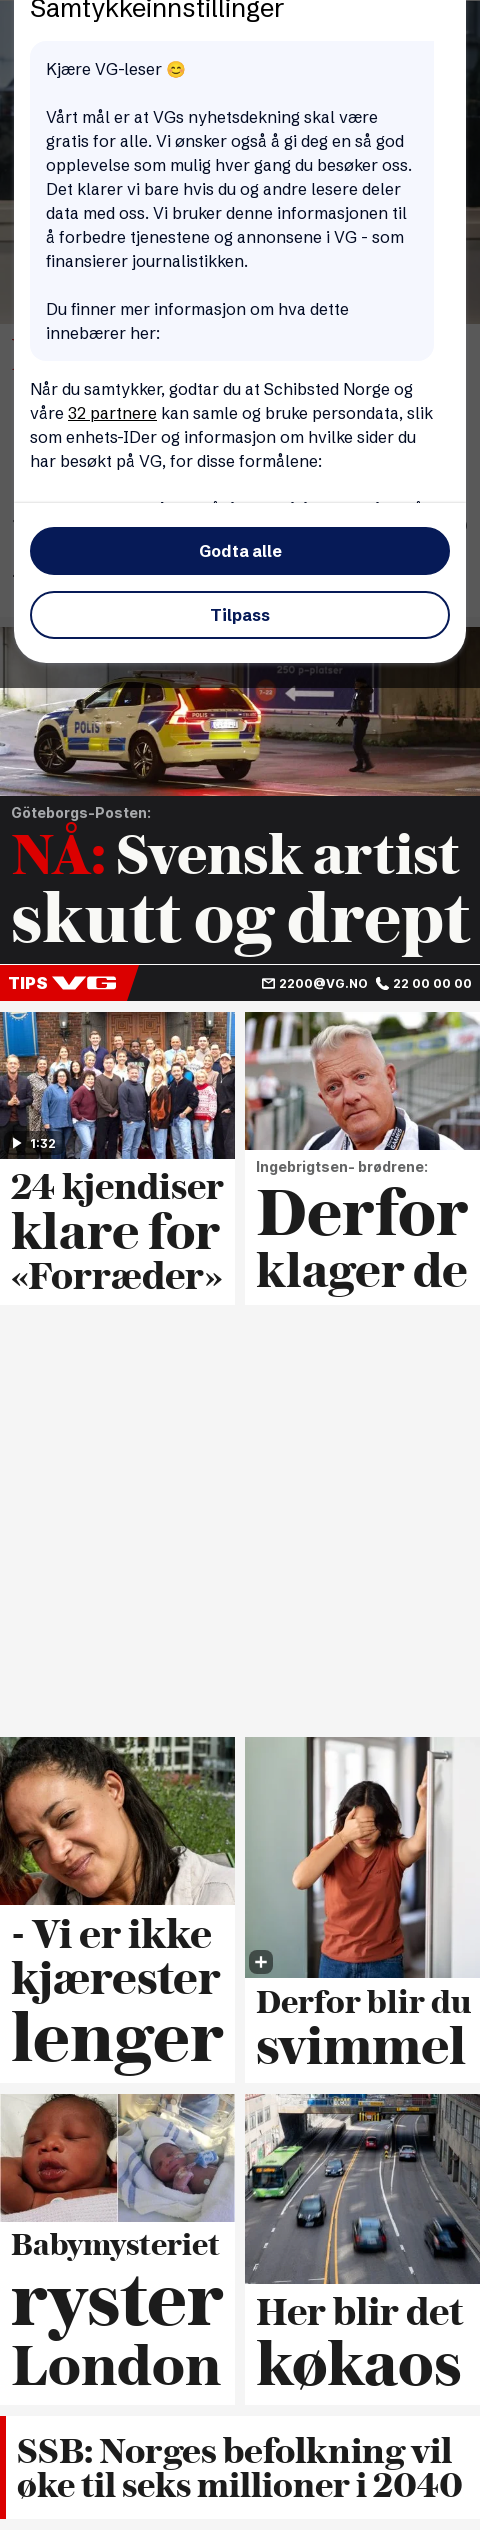 Samtykkeinnstillinger
Kjære VG-leser 😊
Vårt mål er at VGs nyhetsdekning skal være
gratis for alle. Vi ønsker også å gi deg en så god
opplevelse som mulig hver gang du besøker oss.
Det klarer vi bare hvis du og andre lesere deler
data med oss. Vi bruker denne informasjonen til
å forbedre tjenestene og annonsene i VG - som
finansierer journalistikken.
Du finner mer informasjon om hva dette
innebærer her:
Når du samtykker, godtar du at Schibsted Norge og
våre 32 partnere kan samle og bruke persondata, slik
som enhets-IDer og informasjon om hvilke sider du
har besøkt på VG, for disse formålene:
Godta alle
Tilpass
250 p-platser
POLIS
POLIS
Göteborgs-Posten:
NÅ: Svensk artist
skutt og drept
TIPS VG
2200@VG.NO 22 00 00 00
1:32
24 kjendiser
klare for
«Forræder»
Ingebrigtsen- brødrene:
Derfor
klager de
- Vi er ikke
kjærester
lenger
Derfor blir du
svimmel
Babymysteriet
ryster
London
Her blir det
køkaos
SSB: Norges befolkning vil
øke til seks millioner i 2040